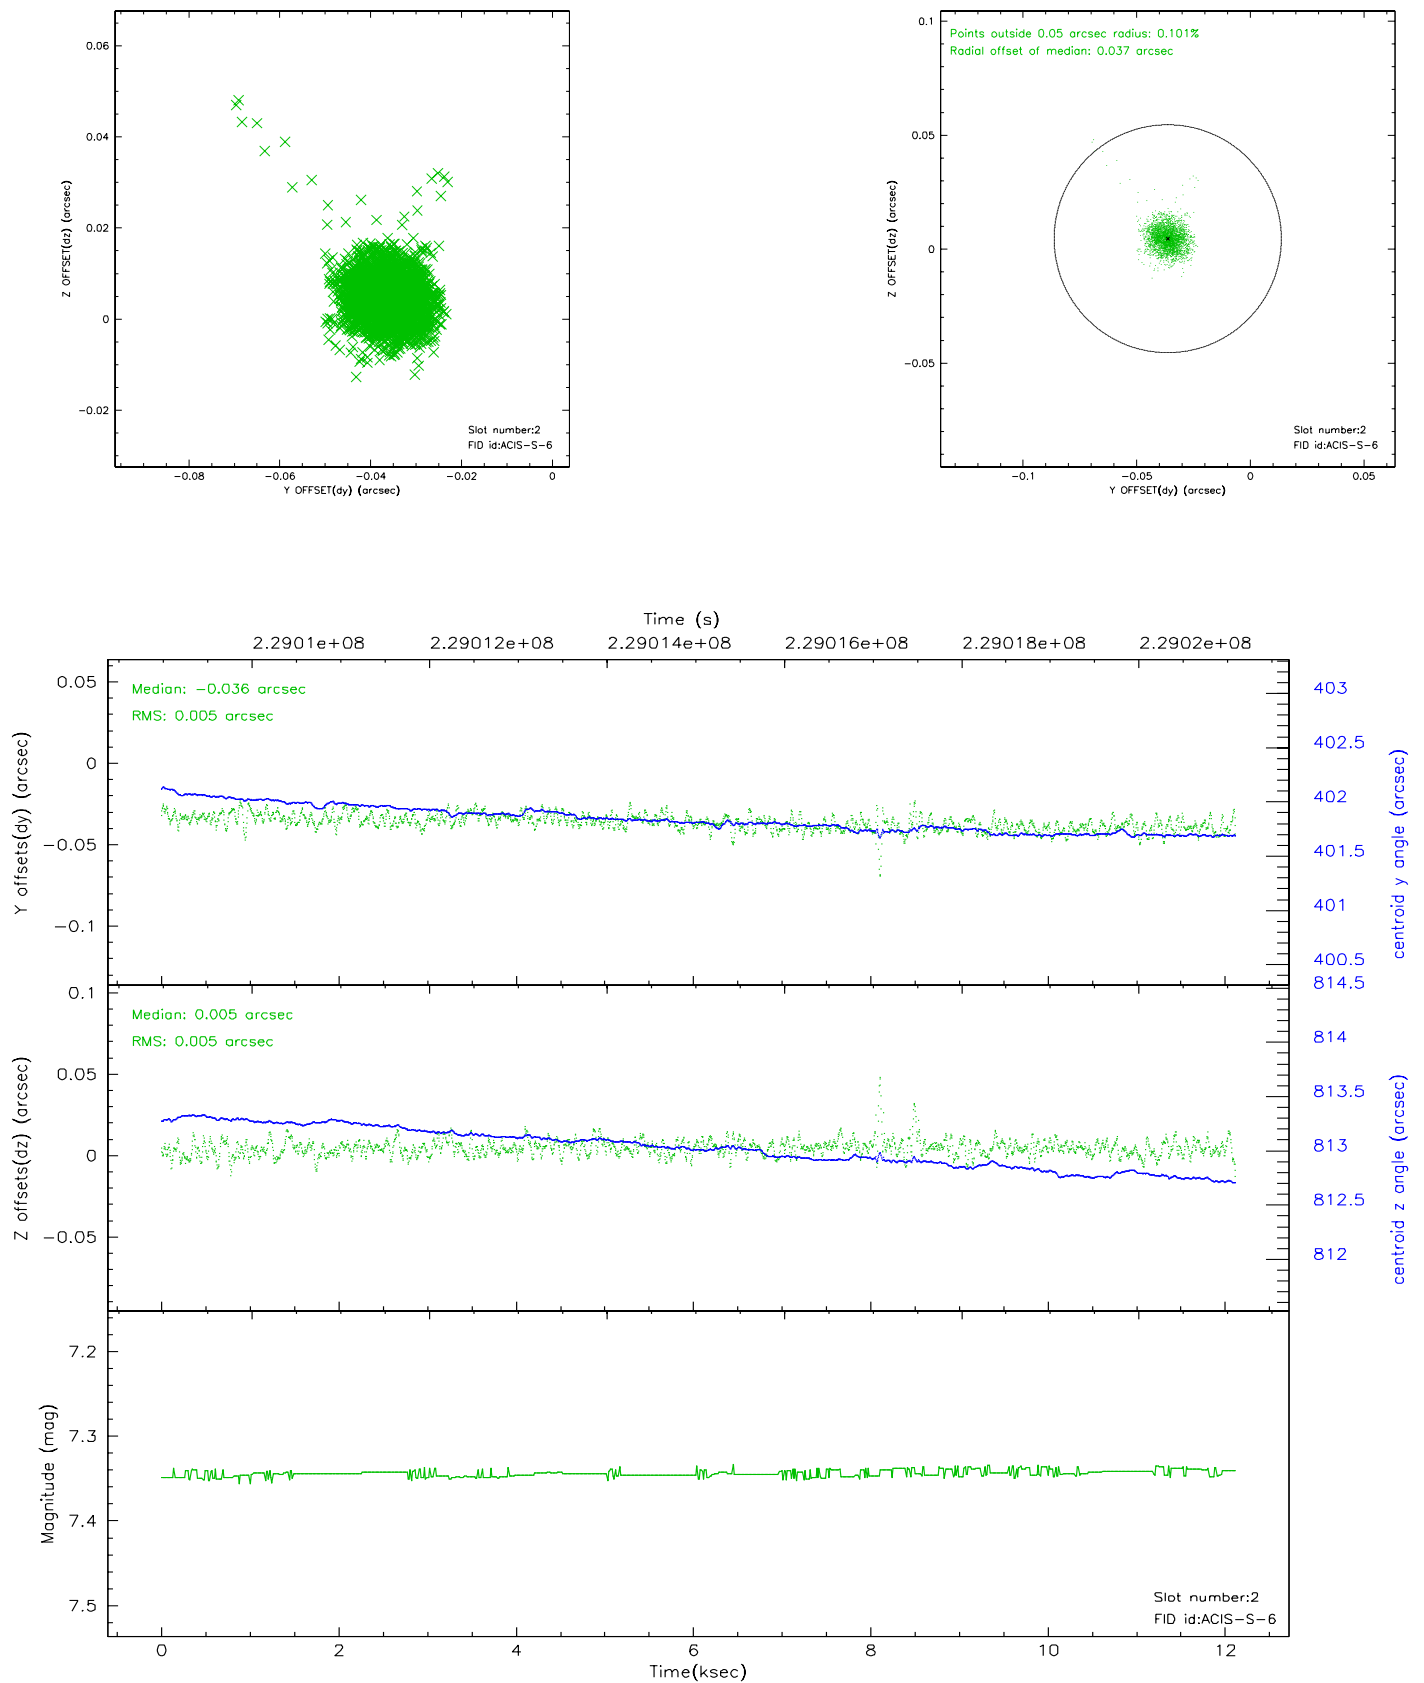 0.06
0.04
0.02
0
−0.02
Z OFFSET(dz) (arcsec)
Slot number:2
FID id:ACIS−S−6
−0.08 −0.06 −0.04 −0.02 0
Y OFFSET(dy) (arcsec)
0.1
0.05
0
−0.05
Z OFFSET(dz) (arcsec)
Points outside 0.05 arcsec radius: 0.101%
Radial offset of median: 0.037 arcsec
Slot number:2
FID id:ACIS−S−6
−0.1 −0.05 0 0.05
Y OFFSET(dy) (arcsec)
Time (s)
2.2901e+08 2.29012e+08 2.29014e+08 2.29016e+08 2.29018e+08 2.2902e+08
0.05
0
−0.05
−0.1
Y offsets(dy) (arcsec)
Median: −0.036 arcsec
RMS: 0.005 arcsec
403
402.5
402
401.5
401
400.5
centroid y angle (arcsec)
0.1
0.05
0
−0.05
Z offsets(dz) (arcsec)
Median: 0.005 arcsec
RMS: 0.005 arcsec
814.5
814
813.5
813
812.5
812
centroid z angle (arcsec)
7.2
7.3
7.4
7.5
Magnitude (mag)
Slot number:2
FID id:ACIS−S−6
0 2 4 6 8 10 12
Time(ksec)